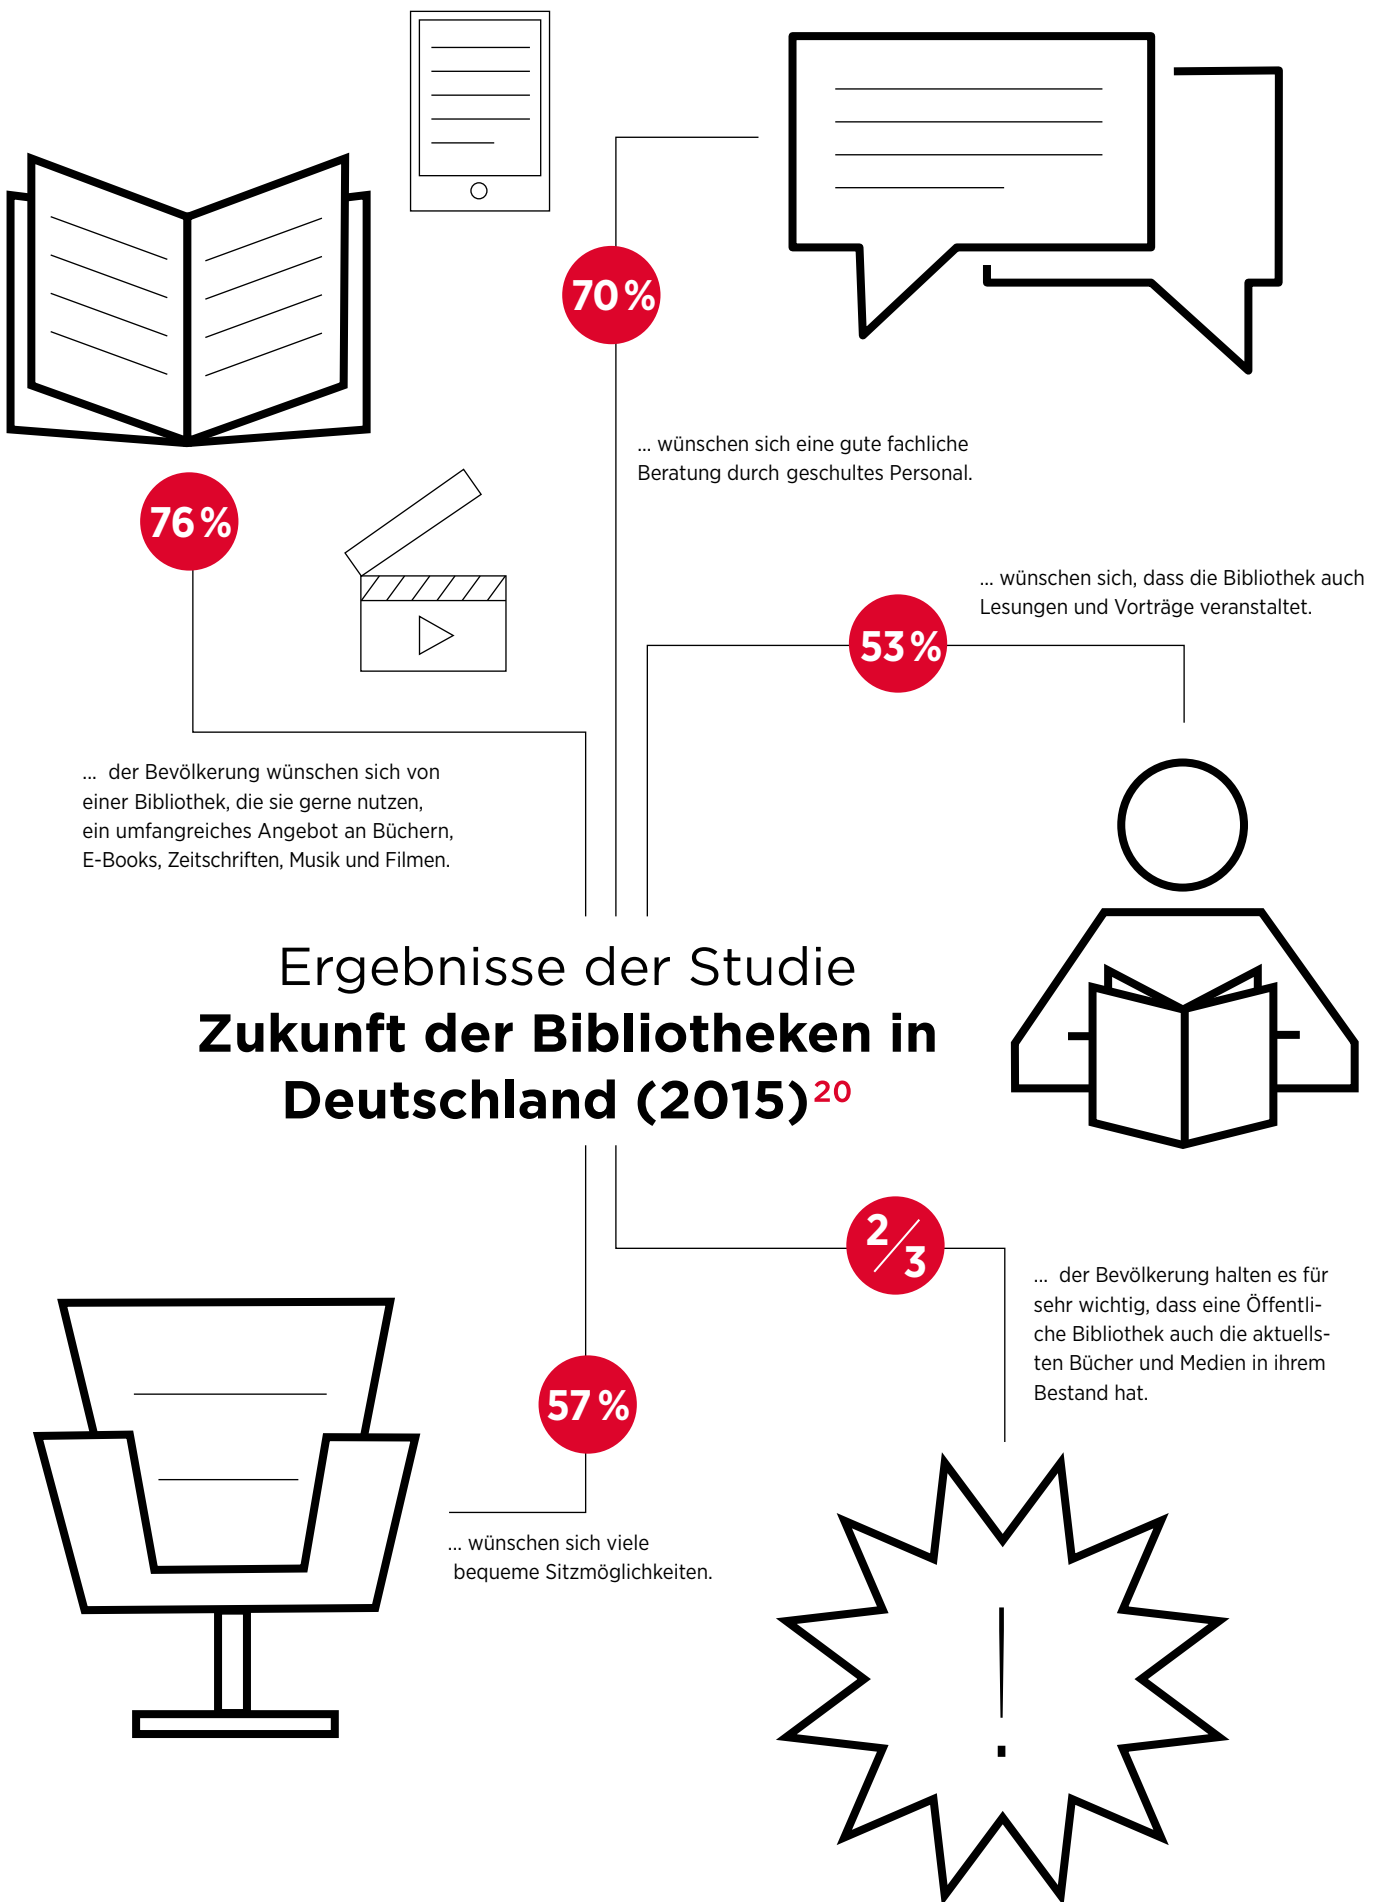 70 %
... wünschen sich eine gute fachliche
Beratung durch geschultes Personal.
76 %
... der Bevölkerung wünschen sich von
einer Bibliothek, die sie gerne nutzen,
ein umfangreiches Angebot an Büchern,
E-Books, Zeitschriften, Musik und Filmen.
... wünschen sich, dass die Bibliothek auch
Lesungen und Vorträge veranstaltet.
53 %
Ergebnisse der Studie
Zukunft der Bibliotheken in
Deutschland (2015) 20
2/3
... der Bevölkerung halten es für
sehr wichtig, dass eine Öffentli-
che Bibliothek auch die aktuells-
ten Bücher und Medien in ihrem
Bestand hat.
57 %
... wünschen sich viele
bequeme Sitzmöglichkeiten.
!